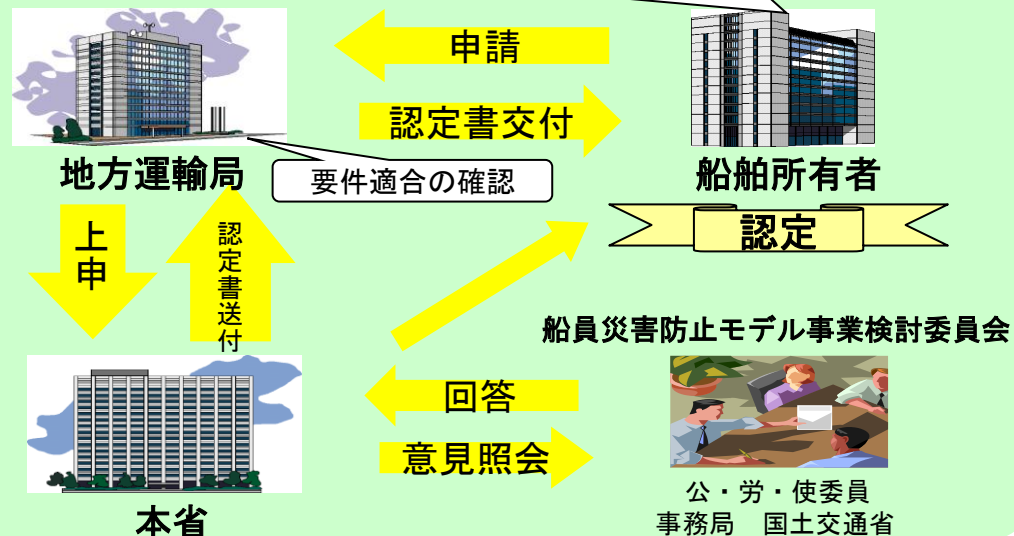 申請
認定書交付
地方運輸局
要件適合の確認
船舶所有者
認定
上申
認定書送付
船員災害防止モデル事業検討委員会
回答
意見照会
本省
公・労・使委員
事務局　国土交通省